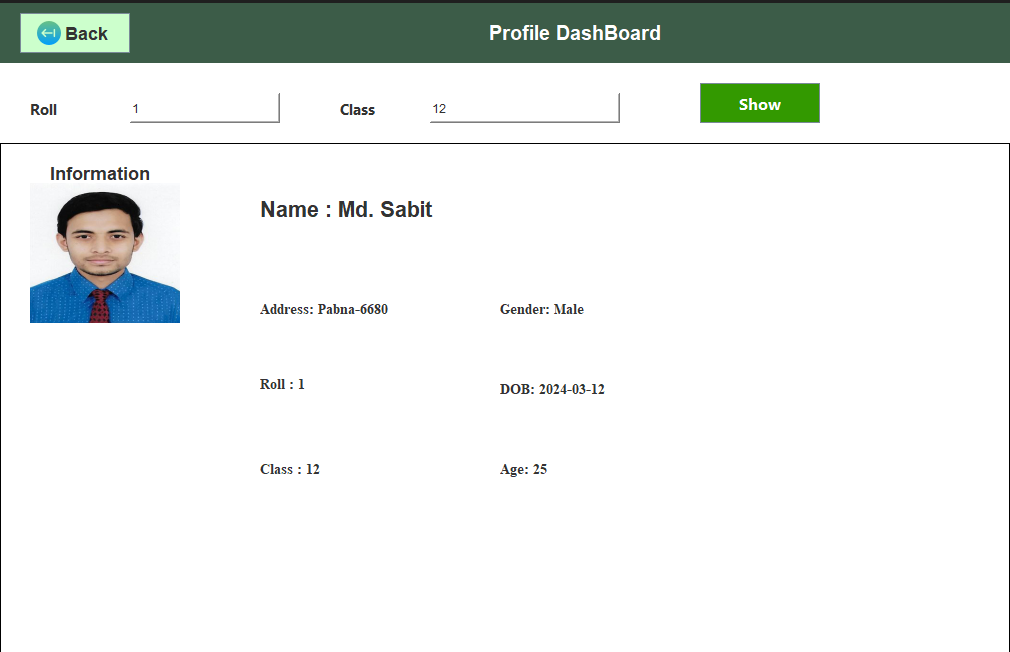 Back
Profile DashBoard
Roll 1 Class 12 Show
Information
Name : Md. Sabit
Address: Pabna-6680 Gender: Male
Roll : 1 DOB: 2024-03-12
Class : 12 Age: 25